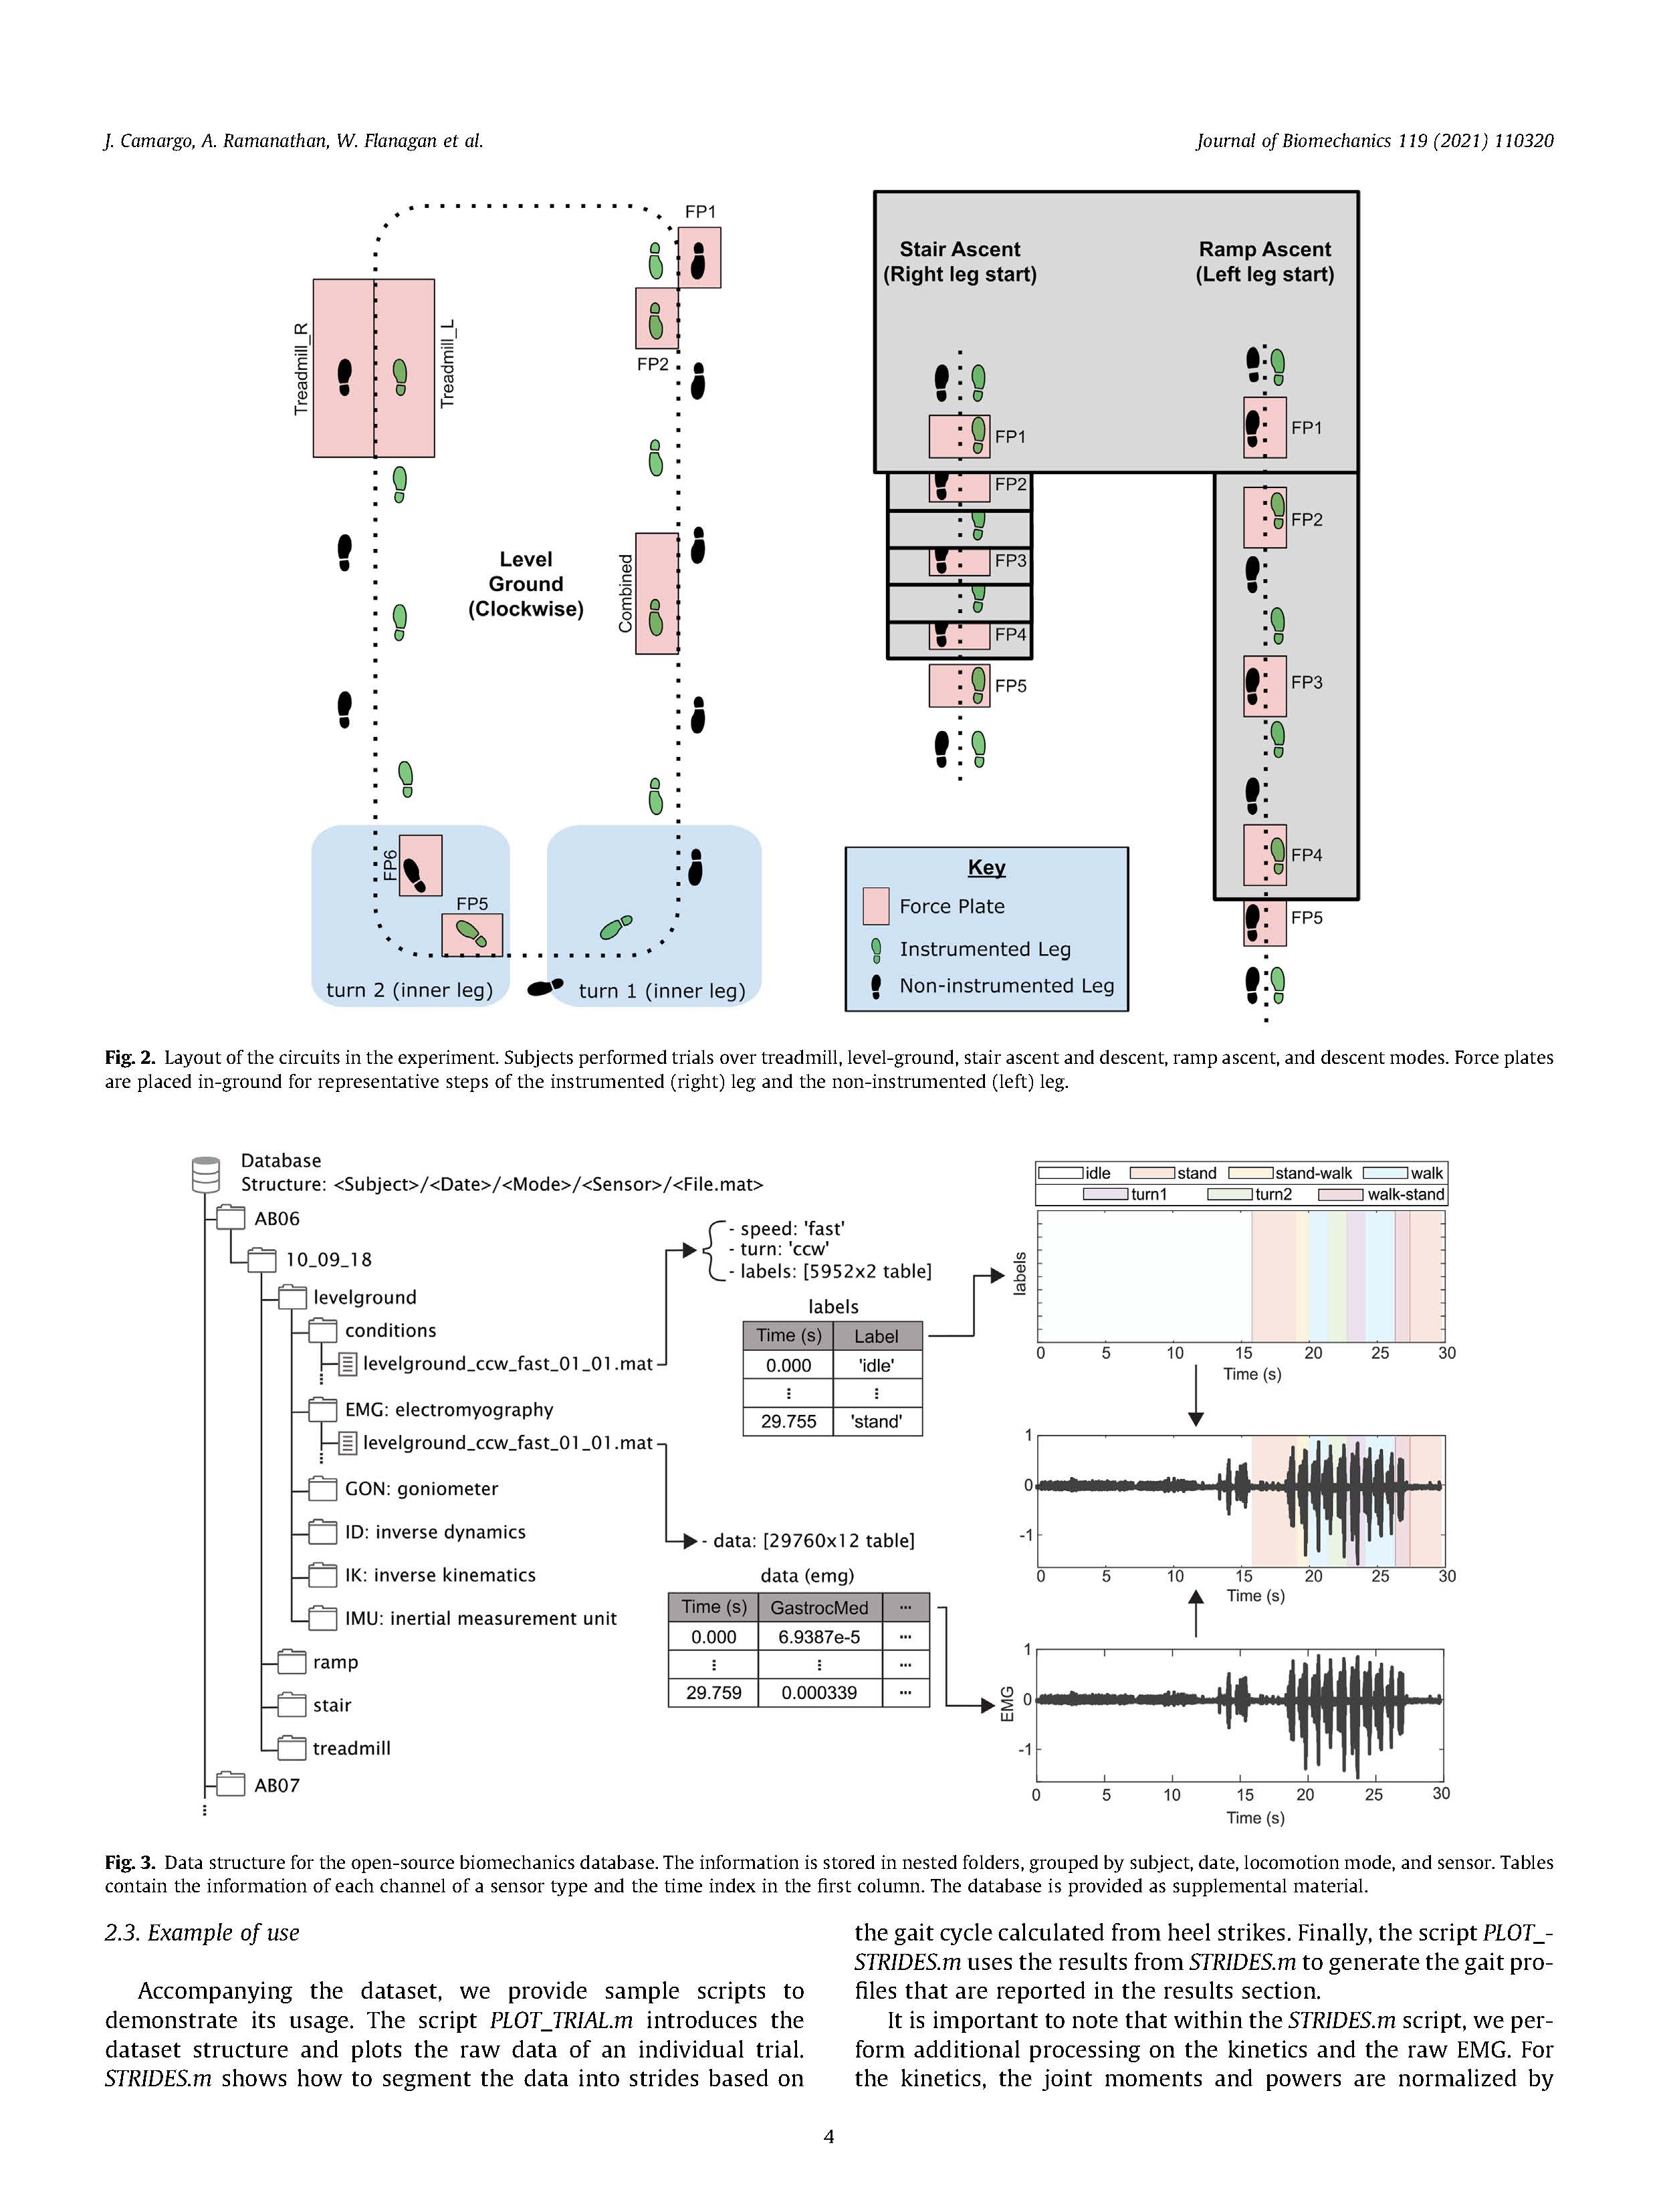 J. Camargo, A. Ramanathan, W. Flanagan et al.
Journal of Biomechanics 119 (2021) 110320
FP1
FP2
Treadmill_R
Treadmill_L
Level
Ground
(Clockwise)
Combined
FP6
FP5
turn 2 (inner leg)
turn 1 (inner leg)
Stair Ascent
(Right leg start)
FP1
FP2
FP3
FP4
FP5
Ramp Ascent
(Left leg start)
FP1
FP2
FP3
FP4
FP5
Key
Force Plate
Instrumented Leg
Non-instrumented Leg
Fig. 2. Layout of the circuits in the experiment. Subjects performed trials over treadmill, level-ground, stair ascent and descent, ramp ascent, and descent modes. Force plates
are placed in-ground for representative steps of the instrumented (right) leg and the non-instrumented (left) leg.
Database
Structure: <Subject>/<Date>/<Mode>/<Sensor>/<File.mat>
AB06
10_09_18
levelground
conditions
levelground_ccw_fast_01_01.mat
EMG: electromyography
levelground_ccw_fast_01_01.mat
GON: goniometer
ID: inverse dynamics
IK: inverse kinematics
IMU: inertial measurement unit
ramp
stair
treadmill
AB07
...
- speed: 'fast'
- turn: 'ccw'
- labels: [5952x2 table]
labels
Time (s) Label
0.000 'idle'
⋮ ⋮
29.755 'stand'
- data: [29760x12 table]
data (emg)
Time (s) GastrocMed ...
0.000 6.9387e-5 ...
⋮ ⋮ ...
29.759 0.000339 ...
idle stand stand-walk walk
turn1 turn2 walk-stand
labels
0 5 10 15 20 25 30
Time (s)
1
0
-1
0 5 10 15 20 25 30
Time (s)
1
0
-1
EMG
0 5 10 15 20 25 30
Time (s)
Fig. 3. Data structure for the open-source biomechanics database. The information is stored in nested folders, grouped by subject, date, locomotion mode, and sensor. Tables
contain the information of each channel of a sensor type and the time index in the first column. The database is provided as supplemental material.
2.3. Example of use
Accompanying the dataset, we provide sample scripts to
demonstrate its usage. The script PLOT_TRIAL.m introduces the
dataset structure and plots the raw data of an individual trial.
STRIDES.m shows how to segment the data into strides based on
the gait cycle calculated from heel strikes. Finally, the script PLOT_-
STRIDES.m uses the results from STRIDES.m to generate the gait pro-
files that are reported in the results section.
It is important to note that within the STRIDES.m script, we per-
form additional processing on the kinetics and the raw EMG. For
the kinetics, the joint moments and powers are normalized by
4